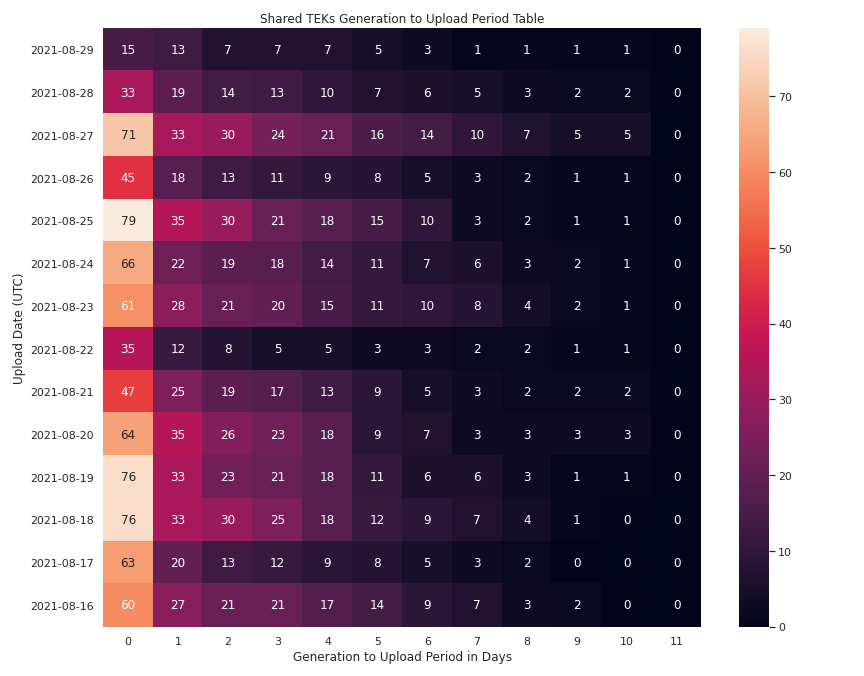 Shared TEKs Generation to Upload Period Table
Upload Date (UTC)
2021-08-29 15 13 7 7 7 5 3 1 1 1 1 0
2021-08-28 33 19 14 13 10 7 6 5 3 2 2 0
2021-08-27 71 33 30 24 21 16 14 10 7 5 5 0
2021-08-26 45 18 13 11 9 8 5 3 2 1 1 0
2021-08-25 79 35 30 21 18 15 10 3 2 1 1 0
2021-08-24 66 22 19 18 14 11 7 6 3 2 1 0
2021-08-23 61 28 21 20 15 11 10 8 4 2 1 0
2021-08-22 35 12 8 5 5 3 3 2 2 1 1 0
2021-08-21 47 25 19 17 13 9 5 3 2 2 2 0
2021-08-20 64 35 26 23 18 9 7 3 3 3 3 0
2021-08-19 76 33 23 21 18 11 6 6 3 1 1 0
2021-08-18 76 33 30 25 18 12 9 7 4 1 0 0
2021-08-17 63 20 13 12 9 8 5 3 2 0 0 0
2021-08-16 60 27 21 21 17 14 9 7 3 2 0 0
0 1 2 3 4 5 6 7 8 9 10 11
Generation to Upload Period in Days
70
60
50
40
30
20
10
0